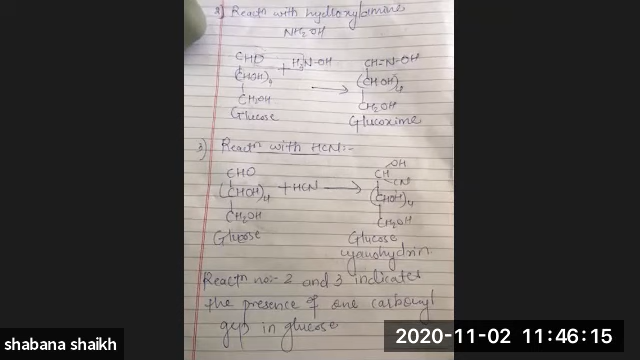 2) Reactn with hydroxylamine
NH2OH
CHO + H2N-OH → CH=N-OH
(CHOH)4 (CHOH)4
CH2OH CH2OH
Glucose Glucoxime
3) Reactn with HCN:-
CHO + HCN → CH OH CN
(CHOH)4 (CHOH)4
CH2OH CH2OH
Glucose Glucose
cyanohydrin
Reactn no:- 2 and 3 indicates
the presence of one carbonyl
grp in glucose
shabana shaikh
2020-11-02 11:46:15